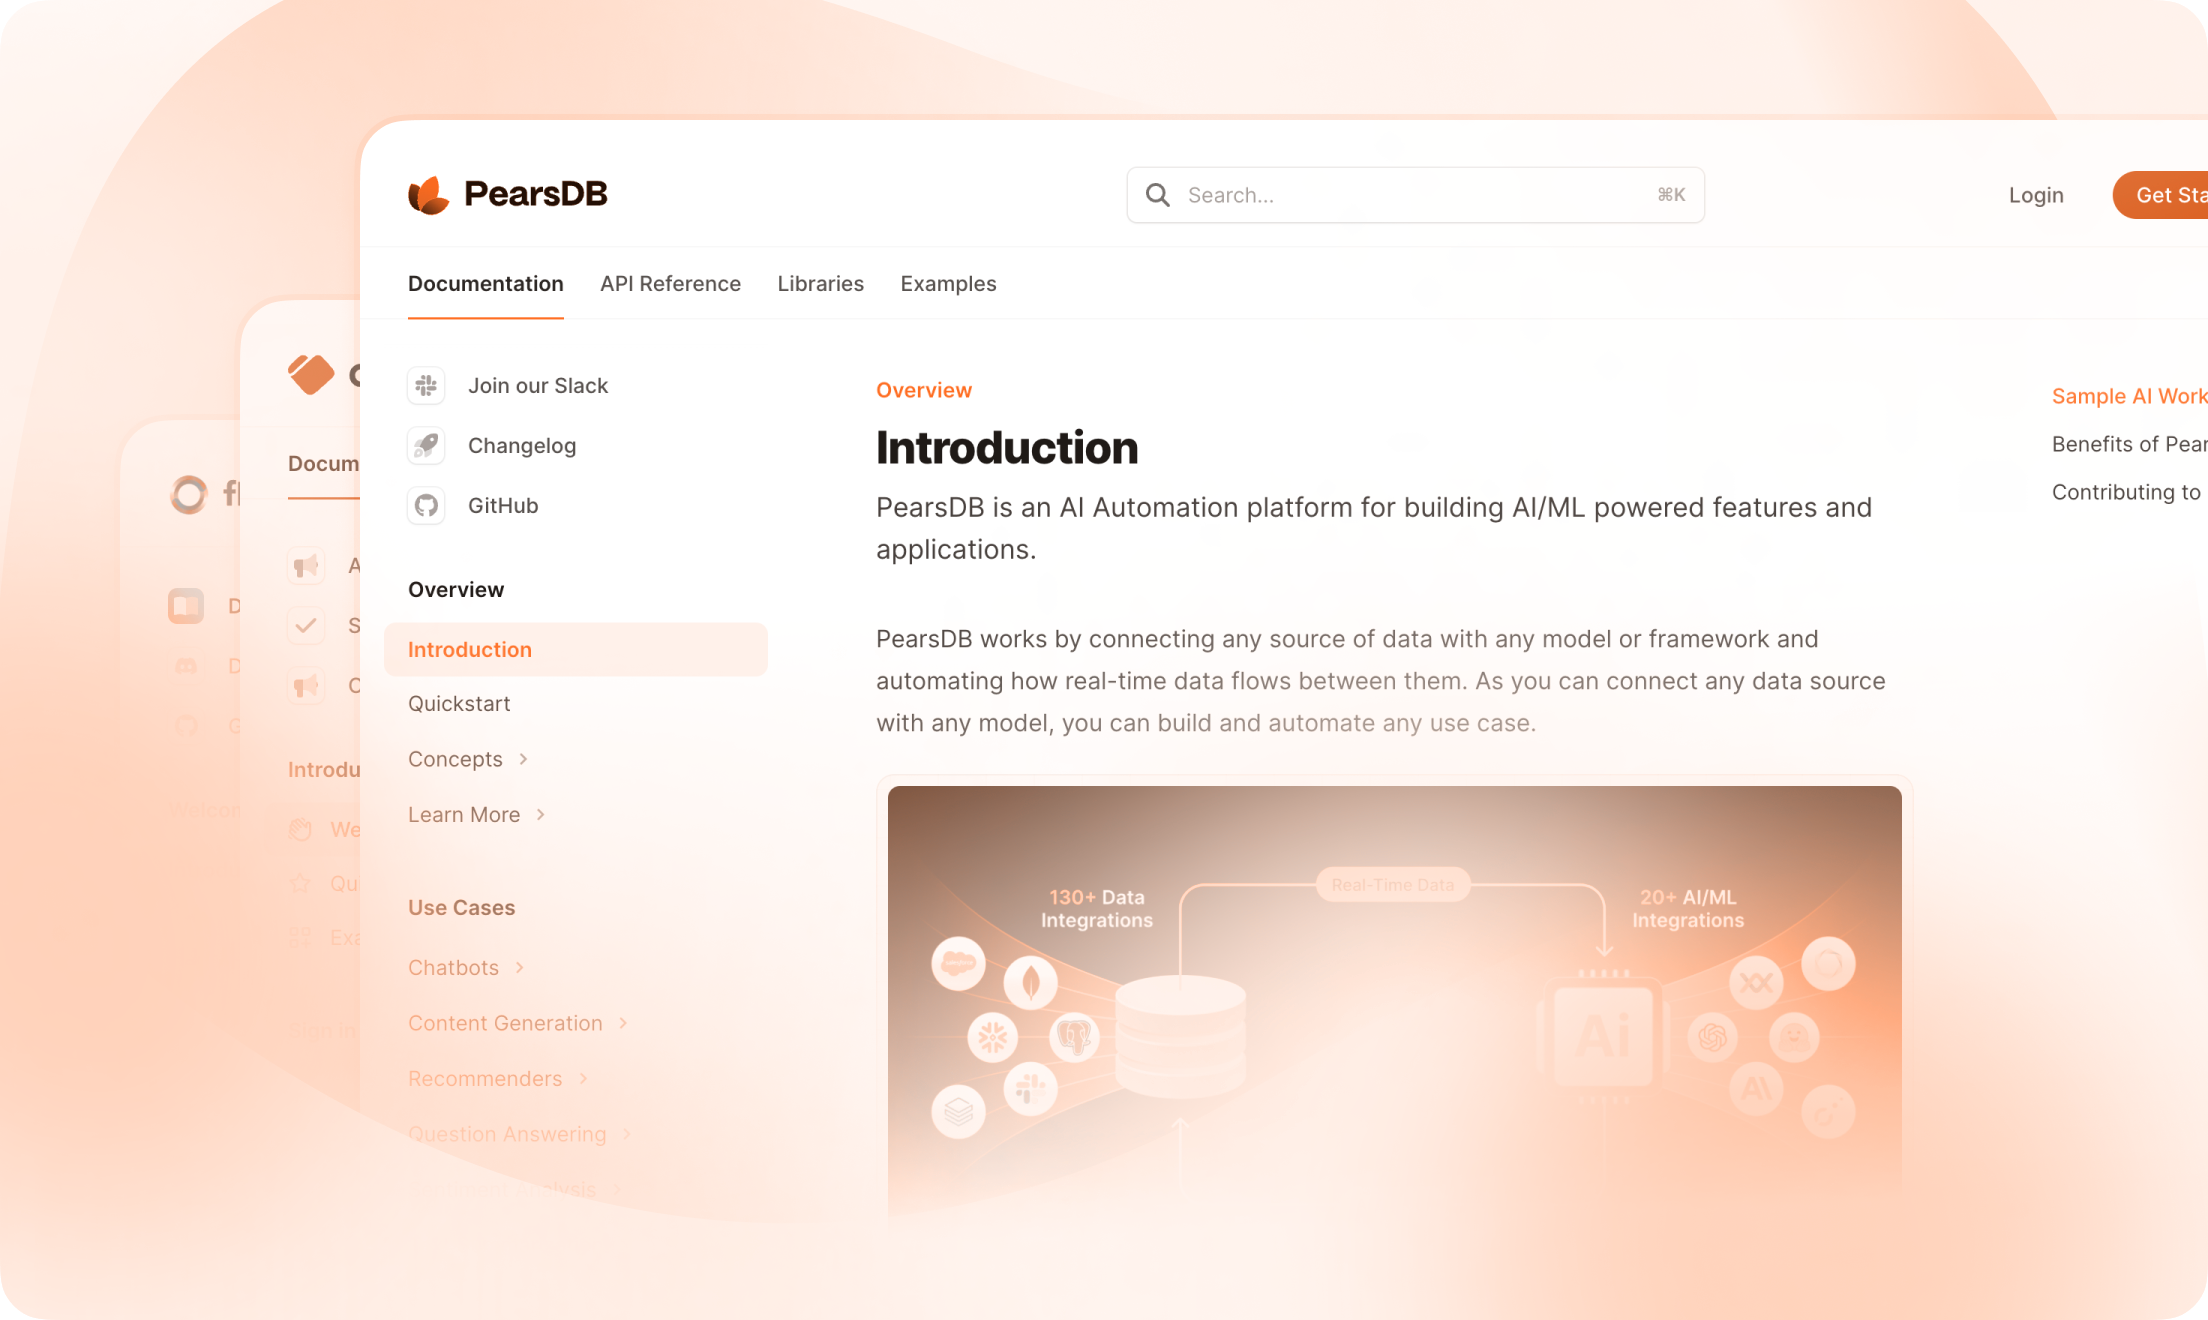 PearsDB
Search...
⌘K
Login
Get Sta
Documentation
API Reference
Libraries
Examples
Join our Slack
Changelog
GitHub
Overview
Introduction
Quickstart
Concepts
Learn More
Use Cases
Chatbots
Content Generation
Recommenders
Question Answering
Analysis
Overview
Introduction
PearsDB is an AI Automation platform for building AI/ML powered features and
applications.
PearsDB works by connecting any source of data with any model or framework and
automating how real-time data flows between them. As you can connect any data source
with any model, you can build and automate any use case.
130+ Data
Integrations
Real-Time Data
20+ AI/ML
Integrations
Ai
Sample AI Work
Benefits of Pear
Contributing to
Docum
A
S
C
Introdu
We
Qu
Exa
fl
D
D
G
Welcom